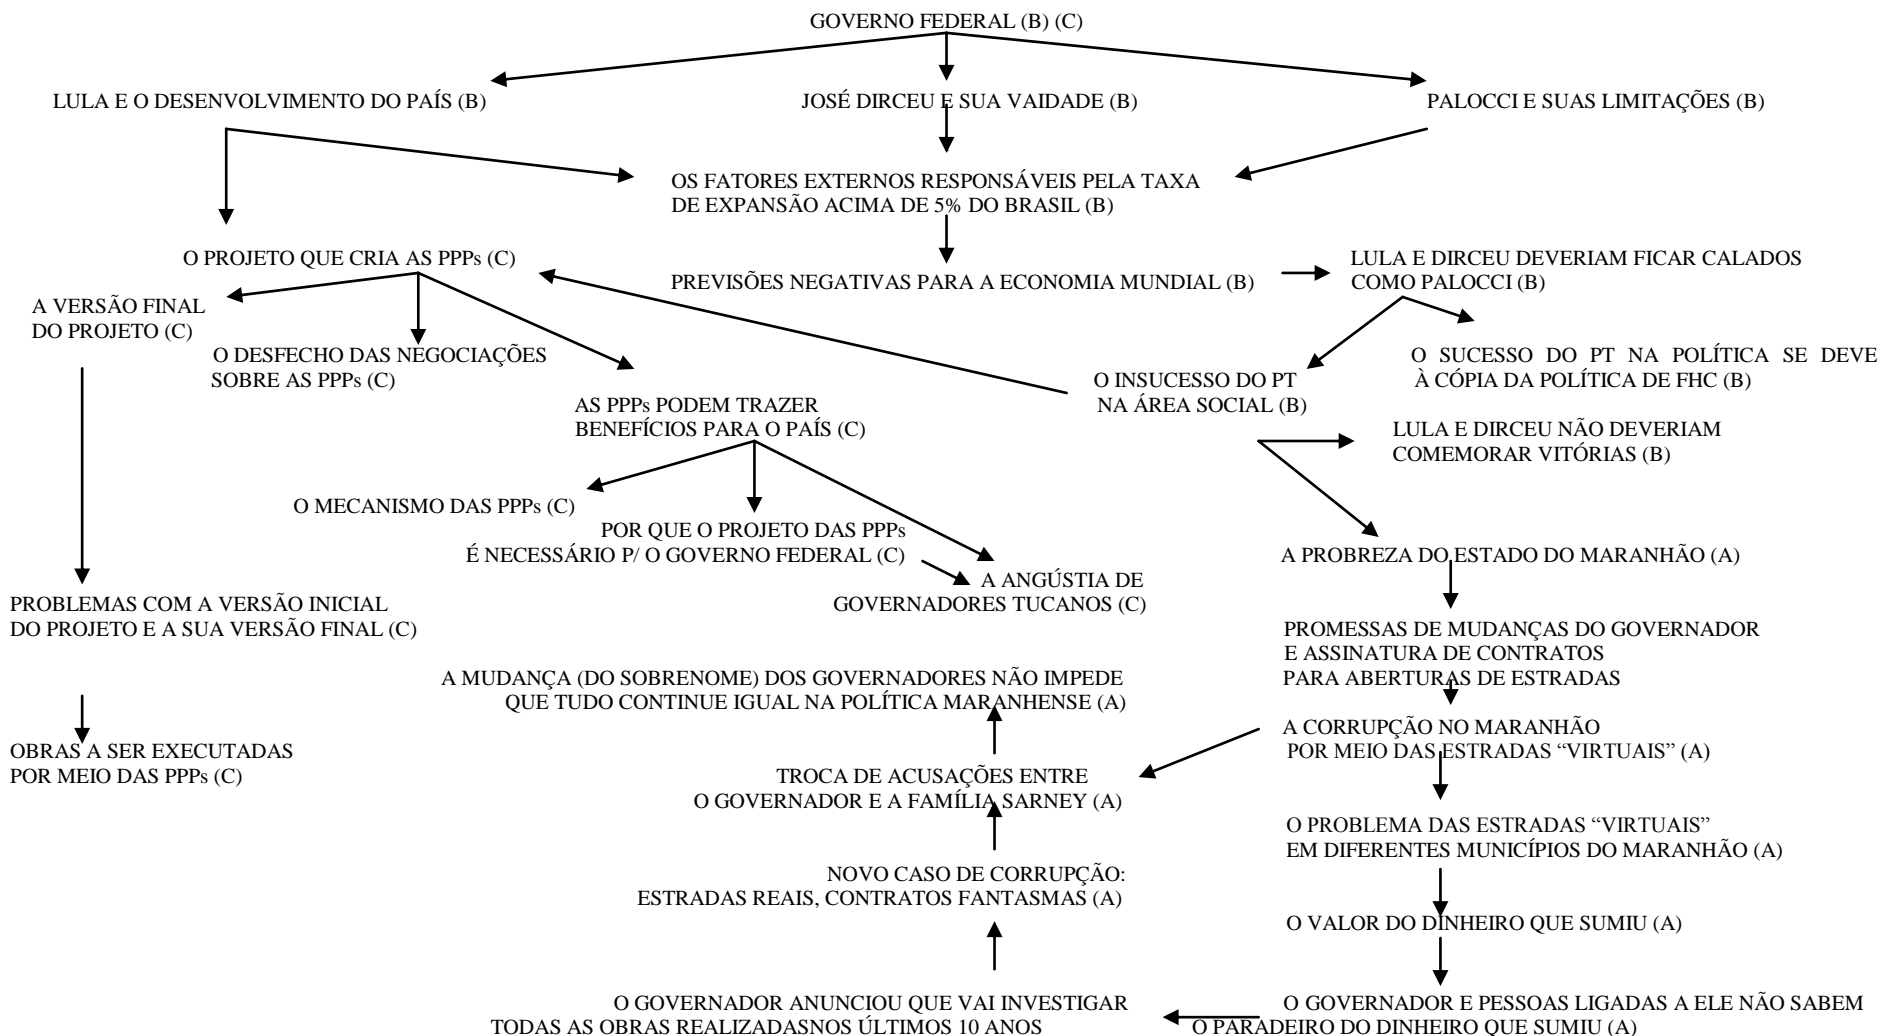 GOVERNO FEDERAL (B) (C)
LULA E O DESENVOLVIMENTO DO PAÍS (B)
JOSÉ DIRCEU E SUA VAIDADE (B)
PALOCCI E SUAS LIMITAÇÕES (B)
OS FATORES EXTERNOS RESPONSÁVEIS PELA TAXA
DE EXPANSÃO ACIMA DE 5% DO BRASIL (B)
O PROJETO QUE CRIA AS PPPs (C)
PREVISÕES NEGATIVAS PARA A ECONOMIA MUNDIAL (B)
LULA E DIRCEU DEVERIAM FICAR CALADOS
COMO PALOCCI (B)
A VERSÃO FINAL
DO PROJETO (C)
O DESFECHO DAS NEGOCIAÇÕES
SOBRE AS PPPs (C)
O SUCESSO DO PT NA POLÍTICA SE DEVE
À CÓPIA DA POLÍTICA DE FHC (B)
O INSUCESSO DO PT
NA ÁREA SOCIAL (B)
AS PPPs PODEM TRAZER
BENEFÍCIOS PARA O PAÍS (C)
LULA E DIRCEU NÃO DEVERIAM
COMEMORAR VITÓRIAS (B)
O MECANISMO DAS PPPs (C)
POR QUE O PROJETO DAS PPPs
É NECESSÁRIO P/ O GOVERNO FEDERAL (C)
A PROBREZA DO ESTADO DO MARANHÃO (A)
A ANGÚSTIA DE
GOVERNADORES TUCANOS (C)
PROBLEMAS COM A VERSÃO INICIAL
DO PROJETO E A SUA VERSÃO FINAL (C)
PROMESSAS DE MUDANÇAS DO GOVERNADOR
E ASSINATURA DE CONTRATOS
PARA ABERTURAS DE ESTRADAS
A MUDANÇA (DO SOBRENOME) DOS GOVERNADORES NÃO IMPEDE
QUE TUDO CONTINUE IGUAL NA POLÍTICA MARANHENSE (A)
A CORRUPÇÃO NO MARANHÃO
POR MEIO DAS ESTRADAS “VIRTUAIS” (A)
OBRAS A SER EXECUTADAS
POR MEIO DAS PPPs (C)
TROCA DE ACUSAÇÕES ENTRE
O GOVERNADOR E A FAMÍLIA SARNEY (A)
O PROBLEMA DAS ESTRADAS “VIRTUAIS”
EM DIFERENTES MUNICÍPIOS DO MARANHÃO (A)
NOVO CASO DE CORRUPÇÃO:
ESTRADAS REAIS, CONTRATOS FANTASMAS (A)
O VALOR DO DINHEIRO QUE SUMIU (A)
O GOVERNADOR ANUNCIOU QUE VAI INVESTIGAR
TODAS AS OBRAS REALIZADASNOS ÚLTIMOS 10 ANOS
O GOVERNADOR E PESSOAS LIGADAS A ELE NÃO SABEM
O PARADEIRO DO DINHEIRO QUE SUMIU (A)